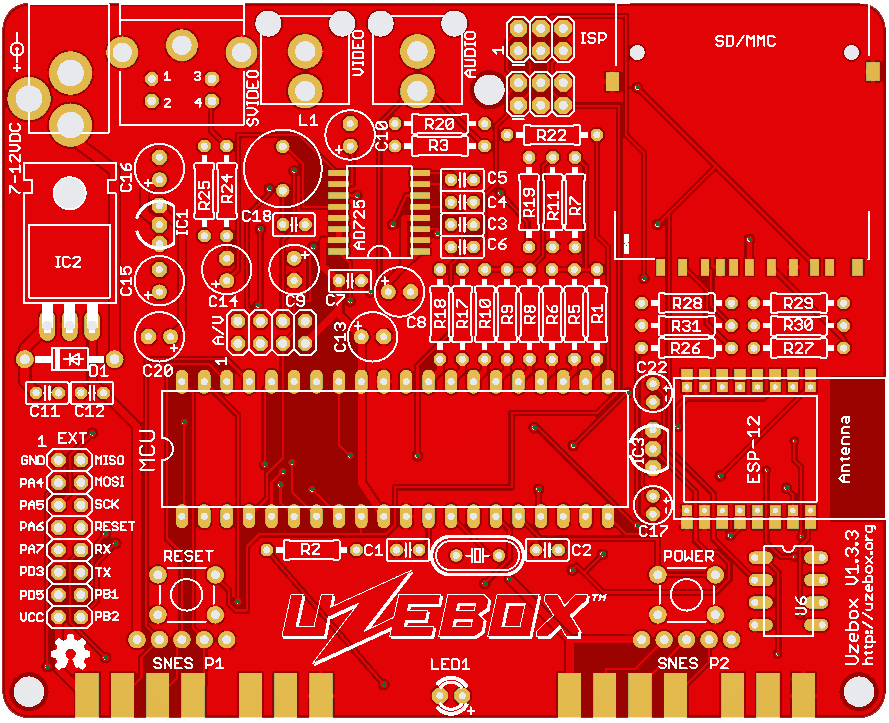 7-12VDC
- +
1 3
2 4
SVIDEO
VIDEO
AUDIO
1
ISP
SD/MMC
L1
C10
R20
R3
R22
C16
IC1
R25
R24
C18
AD725
C5
C4
C3
C6
R19
R11
R7
IC2
C15
C14
C9
C7
C8
R18
R17
R10
R9
R8
R6
R5
R1
R28
R29
R31
R30
R26
R27
A/V
1
C13
C20
D1
C11 C12
C22
MCU
IC3
C17
ESP-12
Antenna
1 EXT
GND MISO
PA4 MOSI
PA5 SCK
PA6 RESET
PA7 RX
PD3 TX
PD5 PB1
VCC PB2
RESET
R2
C1
C2
POWER
U6
UZEBOX™
Uzebox V1.3.3
http://uzebox.org
SNES P1
LED1
+
SNES P2